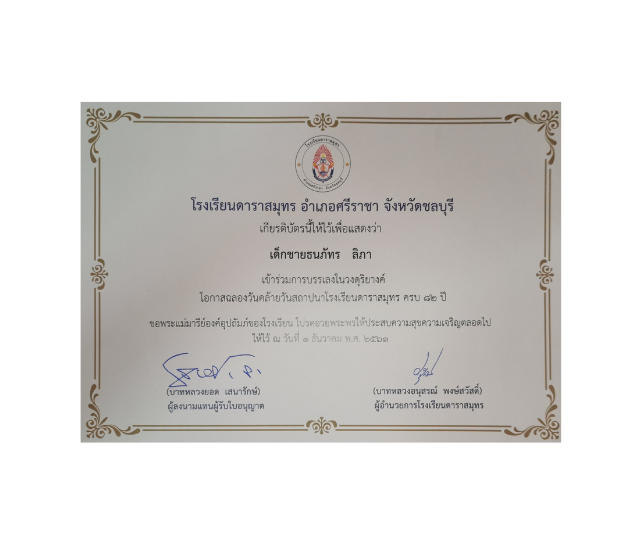 โรงเรียนดาราสมุทร
โรงเรียนดาราสมุทร อำเภอศรีราชา จังหวัดชลบุรี
เกียรติบัตรนี้ให้ไว้เพื่อแสดงว่า
เด็กชายธนภัทร ลิภา
เข้าร่วมการบรรเลงในวงดุริยางค์
โอกาสฉลองวันคล้ายวันสถาปนาโรงเรียนดาราสมุทร ครบ ๘๒ ปี
ขอพระแม่มารีย์องค์อุปถัมภ์ของโรงเรียน โปรดอวยพระพรให้ประสบความสุขความเจริญตลอดไป
ให้ไว้ ณ วันที่ ๑ ธันวาคม พ.ศ. ๒๕๖๑
(บาทหลวงยอด เสนารักษ์)
ผู้ลงนามแทนผู้รับใบอนุญาต
(บาทหลวงอนุสรณ์ พงษ์สวัสดิ์)
ผู้อำนวยการโรงเรียนดาราสมุทร